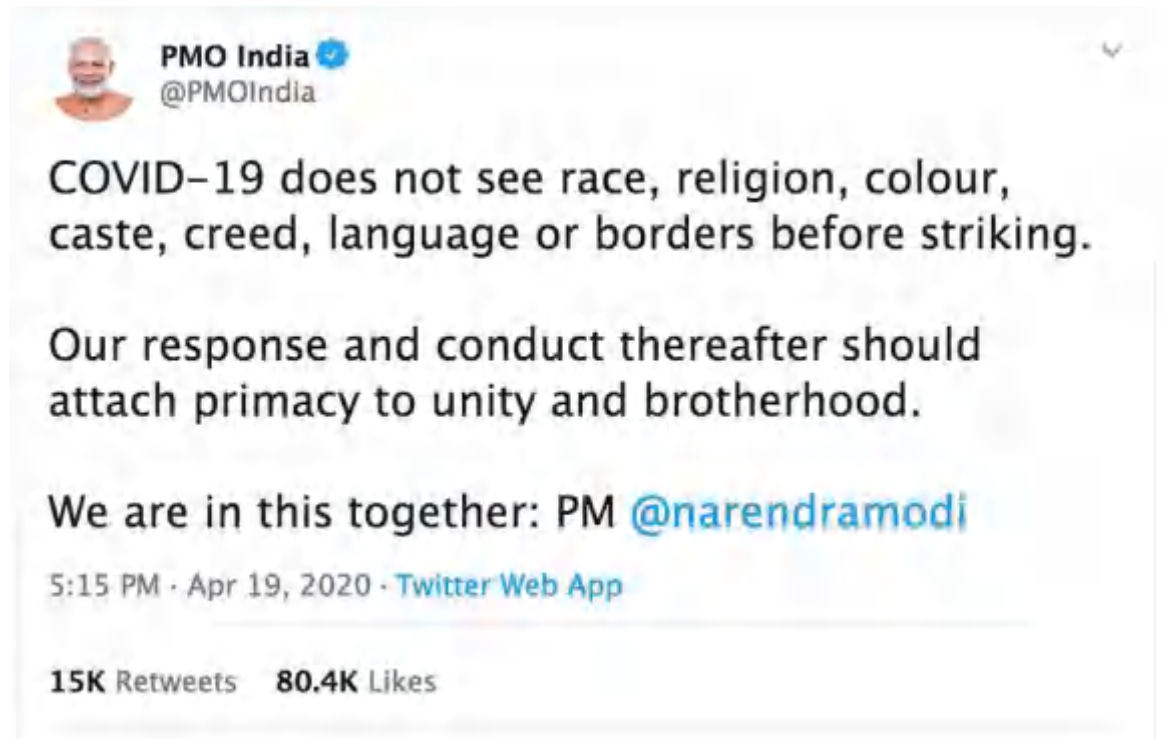 PMO India
@PMOIndia
COVID-19 does not see race, religion, colour,
caste, creed, language or borders before striking.
Our response and conduct thereafter should
attach primacy to unity and brotherhood.
We are in this together: PM @narendramodi
5:15 PM · Apr 19, 2020 · Twitter Web App
15K Retweets 80.4K Likes